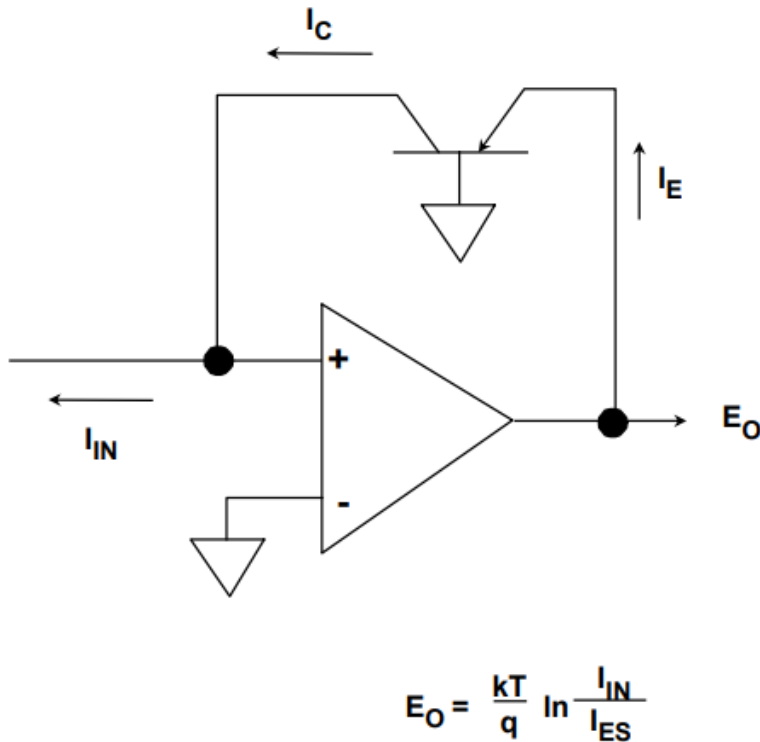 I_C
I_E
+
I_IN
E_O
-
E_O = kT/q ln I_IN/I_ES